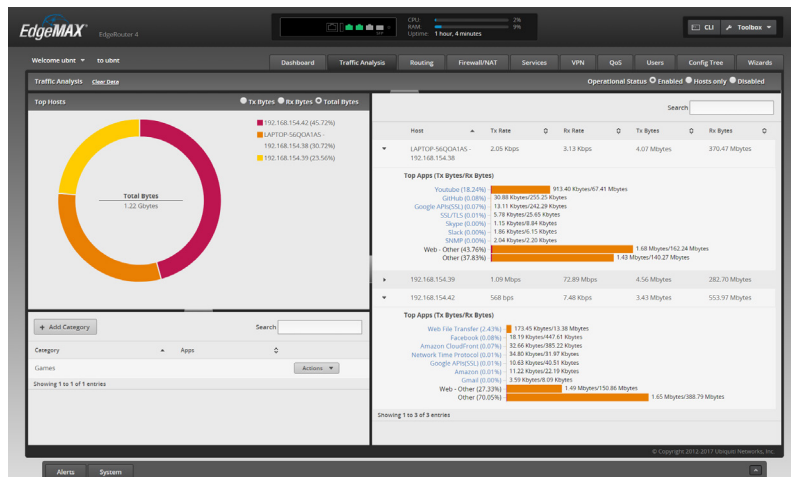 EdgeMAX EdgeRouter 4
CPU: 2%
RAM: 9%
Uptime: 1 hour, 4 minutes
SFP
CLI Toolbox
Welcome ubnt to ubnt
Dashboard Traffic Analysis Routing Firewall/NAT Services VPN QoS Users Config Tree Wizards
Traffic Analysis Clear Data
Operational Status Enabled Hosts only Disabled
Top Hosts Tx Bytes Rx Bytes Total Bytes
192.168.154.42 (45.72%)
LAPTOP-56QOA1AS -
192.168.154.38 (30.72%)
192.168.154.39 (23.56%)
Total Bytes
1.22 Gbytes
+ Add Category Search
Category Apps
Games Actions
Showing 1 to 1 of 1 entries
Search
Host Tx Rate Rx Rate Tx Bytes Rx Bytes
LAPTOP-56QOA1AS - 2.05 Kbps 3.13 Kbps 4.07 Mbytes 370.47 Mbytes
192.168.154.38
Top Apps (Tx Bytes/Rx Bytes)
Youtube (18.24%) 913.40 Kbytes/67.41 Mbytes
GitHub (0.08%) 30.88 Kbytes/255.25 Kbytes
Google APIs(SSL) (0.07%) 13.11 Kbytes/242.29 Kbytes
SSL/TLS (0.01%) 5.78 Kbytes/25.65 Kbytes
Skype (0.00%) 1.15 Kbytes/8.84 Kbytes
Slack (0.00%) 1.86 Kbytes/6.15 Kbytes
SNMP (0.00%) 2.04 Kbytes/2.20 Kbytes
Web - Other (43.76%) 1.68 Mbytes/162.24 Mbytes
Other (37.83%) 1.43 Mbytes/140.27 Mbytes
192.168.154.39 1.09 Mbps 72.89 Mbps 4.56 Mbytes 282.70 Mbytes
192.168.154.42 568 bps 7.48 Kbps 3.43 Mbytes 553.97 Mbytes
Top Apps (Tx Bytes/Rx Bytes)
Web File Transfer (2.43%) 173.45 Kbytes/13.38 Mbytes
Facebook (0.08%) 18.19 Kbytes/447.61 Kbytes
Amazon CloudFront (0.07%) 32.66 Kbytes/385.22 Kbytes
Network Time Protocol (0.01%) 34.80 Kbytes/31.97 Kbytes
Google APIs(SSL) (0.01%) 10.63 Kbytes/40.51 Kbytes
Amazon (0.01%) 11.22 Kbytes/22.19 Kbytes
Gmail (0.00%) 3.59 Kbytes/8.09 Kbytes
Web - Other (27.33%) 1.49 Mbytes/150.86 Mbytes
Other (70.05%) 1.65 Mbytes/388.79 Mbytes
Showing 1 to 3 of 3 entries
© Copyright 2012-2017 Ubiquiti Networks, Inc.
Alerts System